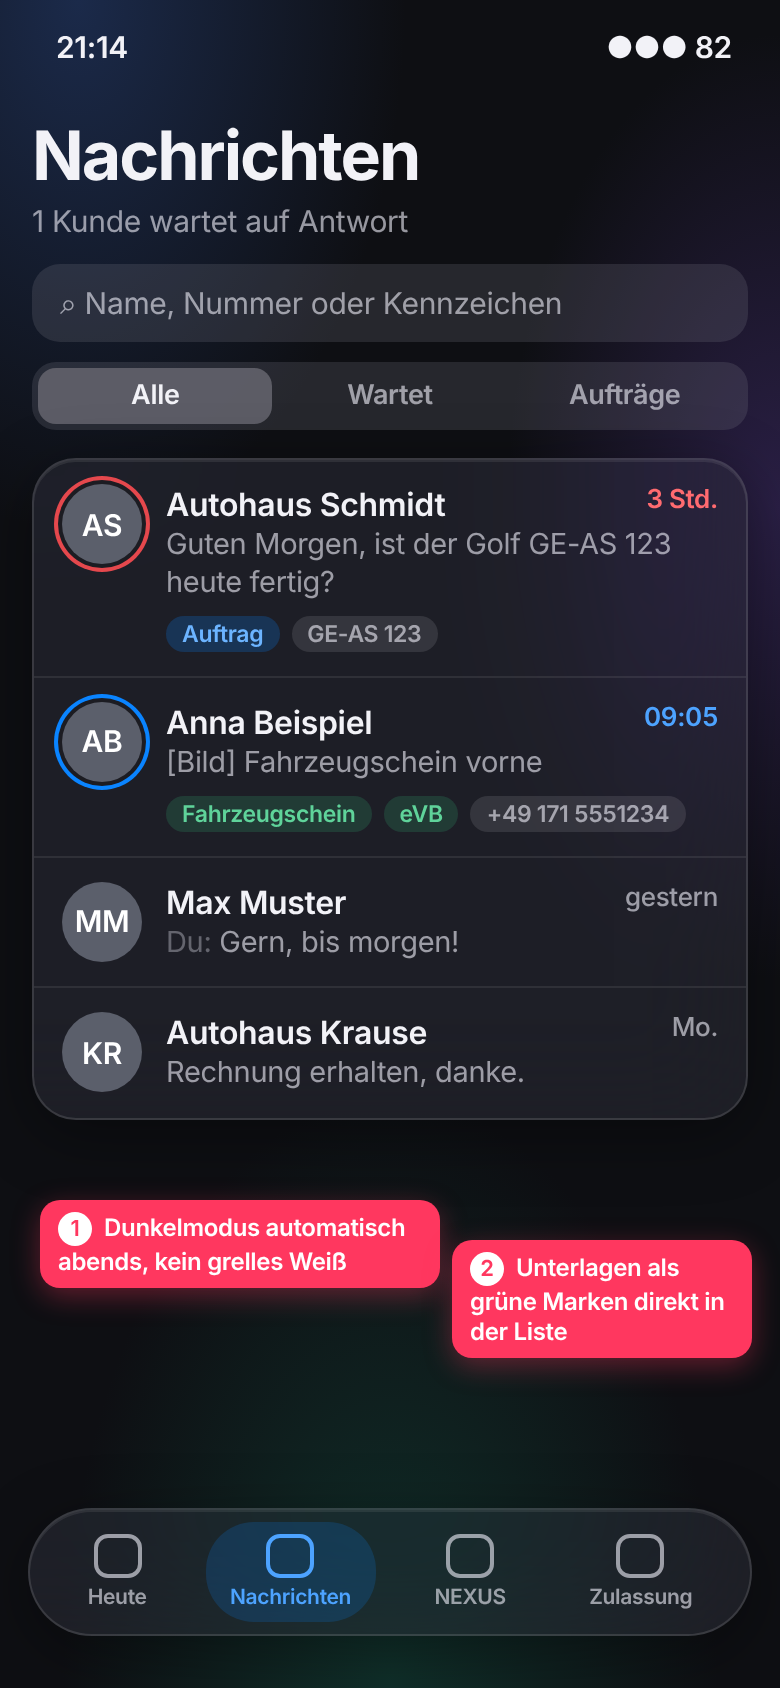 21:14
82
Nachrichten
1 Kunde wartet auf Antwort
Name, Nummer oder Kennzeichen
Alle
Wartet
Aufträge
AS
Autohaus Schmidt
3 Std.
Guten Morgen, ist der Golf GE-AS 123
heute fertig?
Auftrag
GE-AS 123
AB
Anna Beispiel
09:05
[Bild] Fahrzeugschein vorne
Fahrzeugschein
eVB
+49 171 5551234
MM
Max Muster
gestern
Du: Gern, bis morgen!
KR
Autohaus Krause
Mo.
Rechnung erhalten, danke.
1 Dunkelmodus automatisch
abends, kein grelles Weiß
2 Unterlagen als
grüne Marken direkt in
der Liste
Heute
Nachrichten
NEXUS
Zulassung